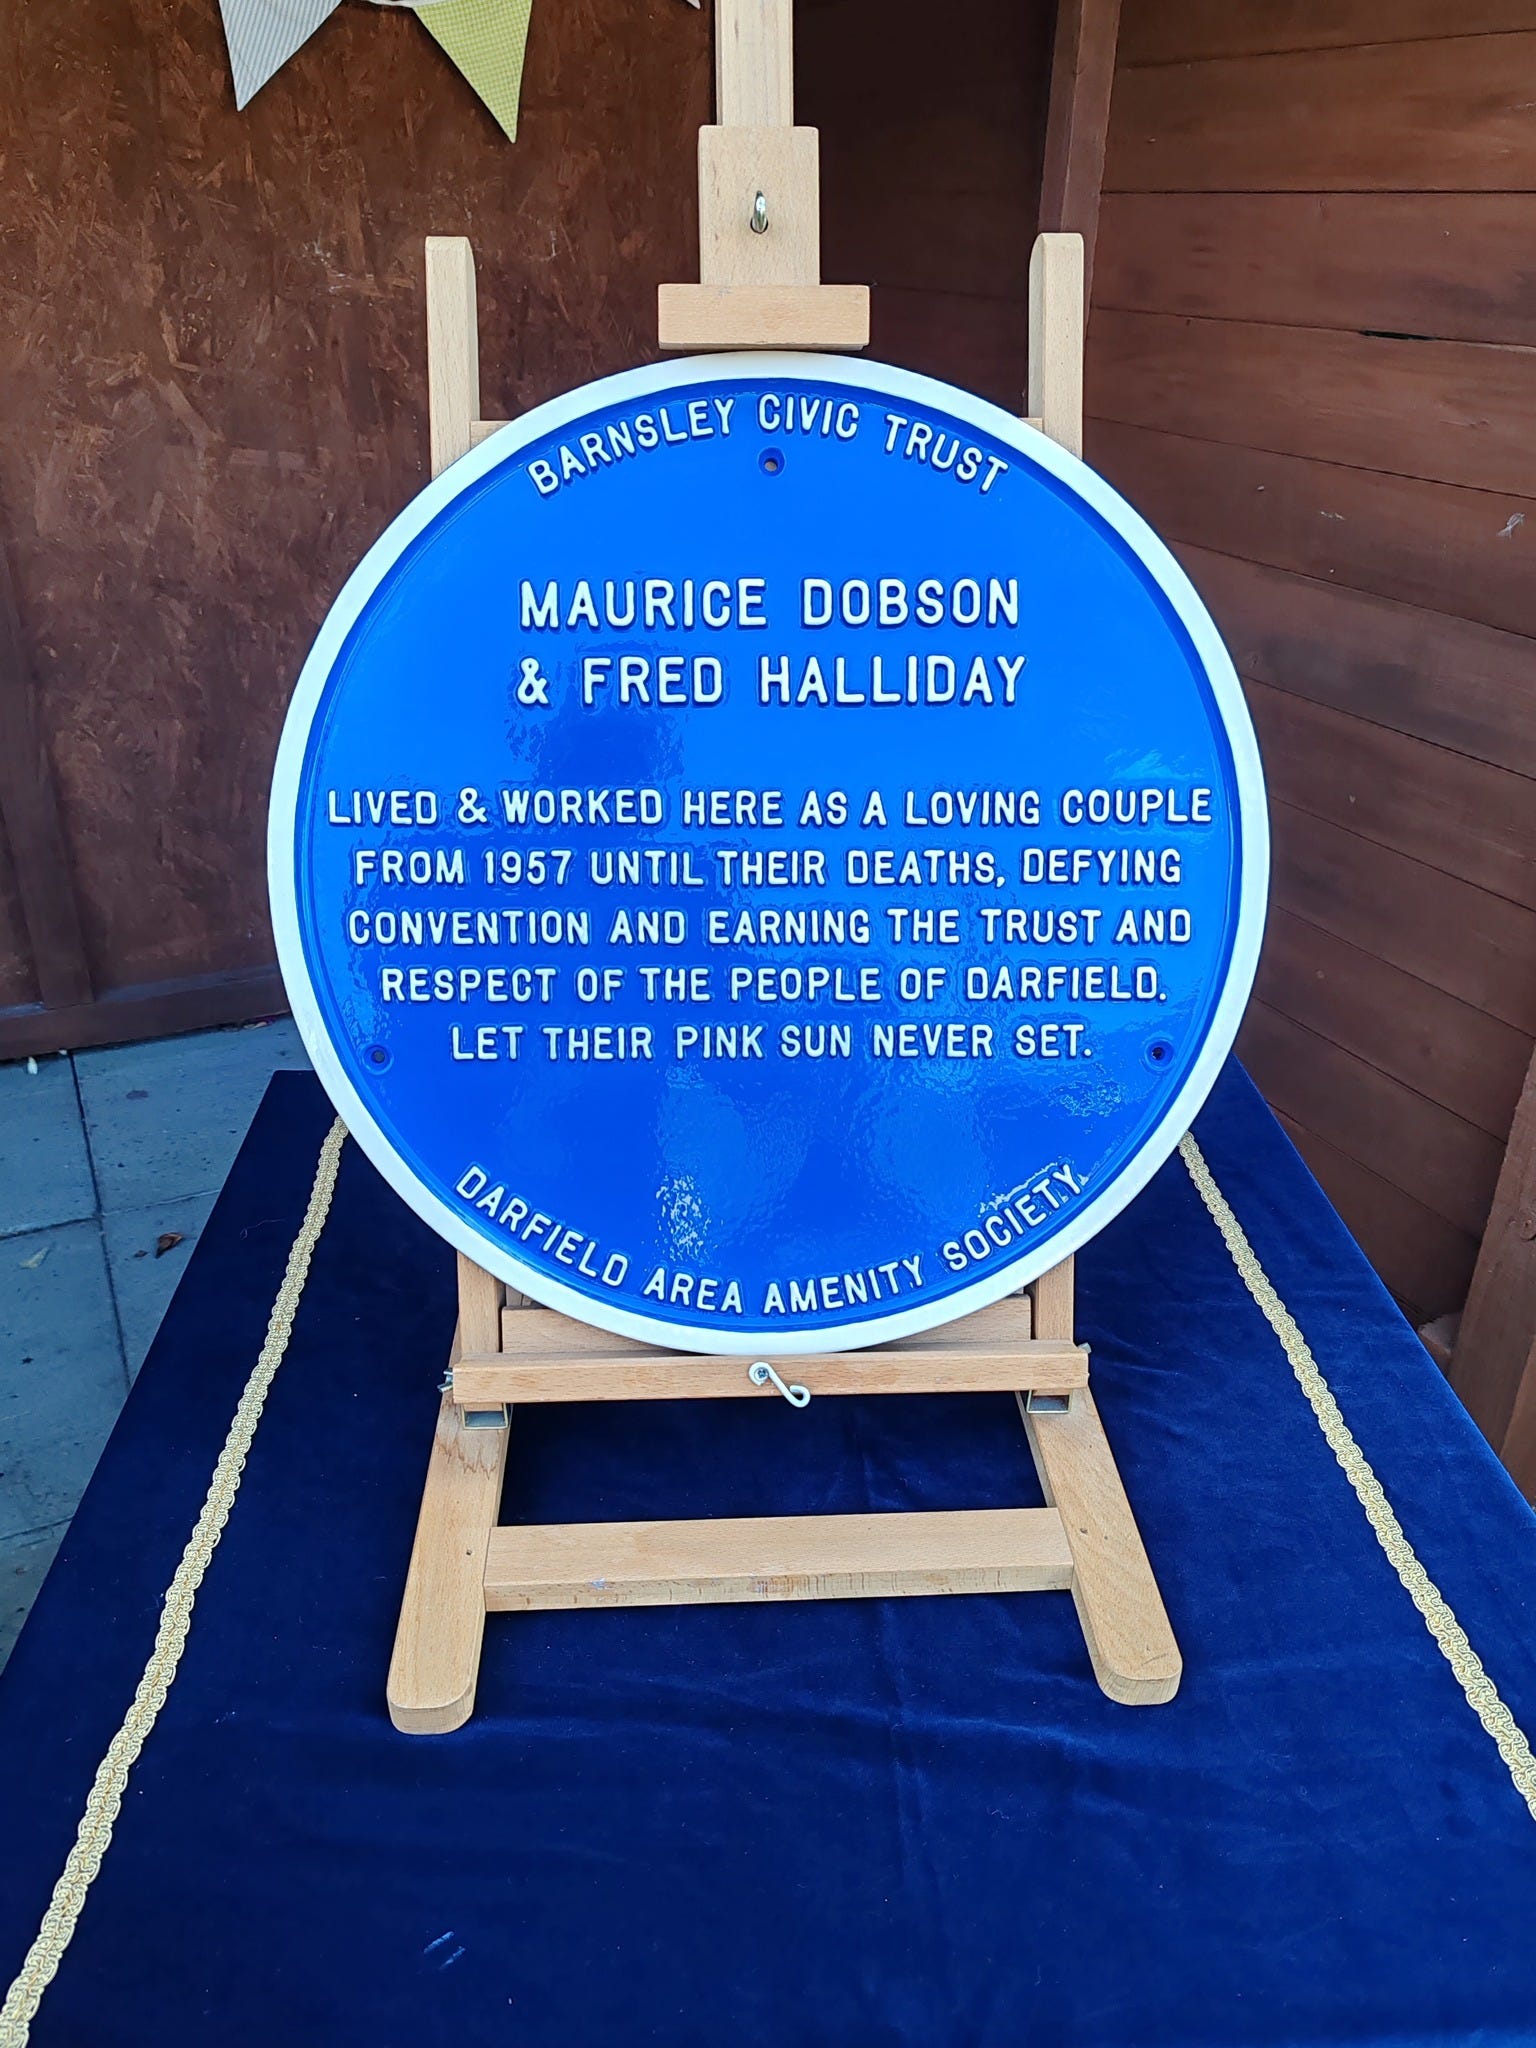 BARNSLEY CIVIC TRUST
MAURICE DOBSON
& FRED HALLIDAY
LIVED & WORKED HERE AS A LOVING COUPLE
FROM 1957 UNTIL THEIR DEATHS, DEFYING
CONVENTION AND EARNING THE TRUST AND
RESPECT OF THE PEOPLE OF DARFIELD.
LET THEIR PINK SUN NEVER SET.
DARFIELD AREA AMENITY SOCIETY